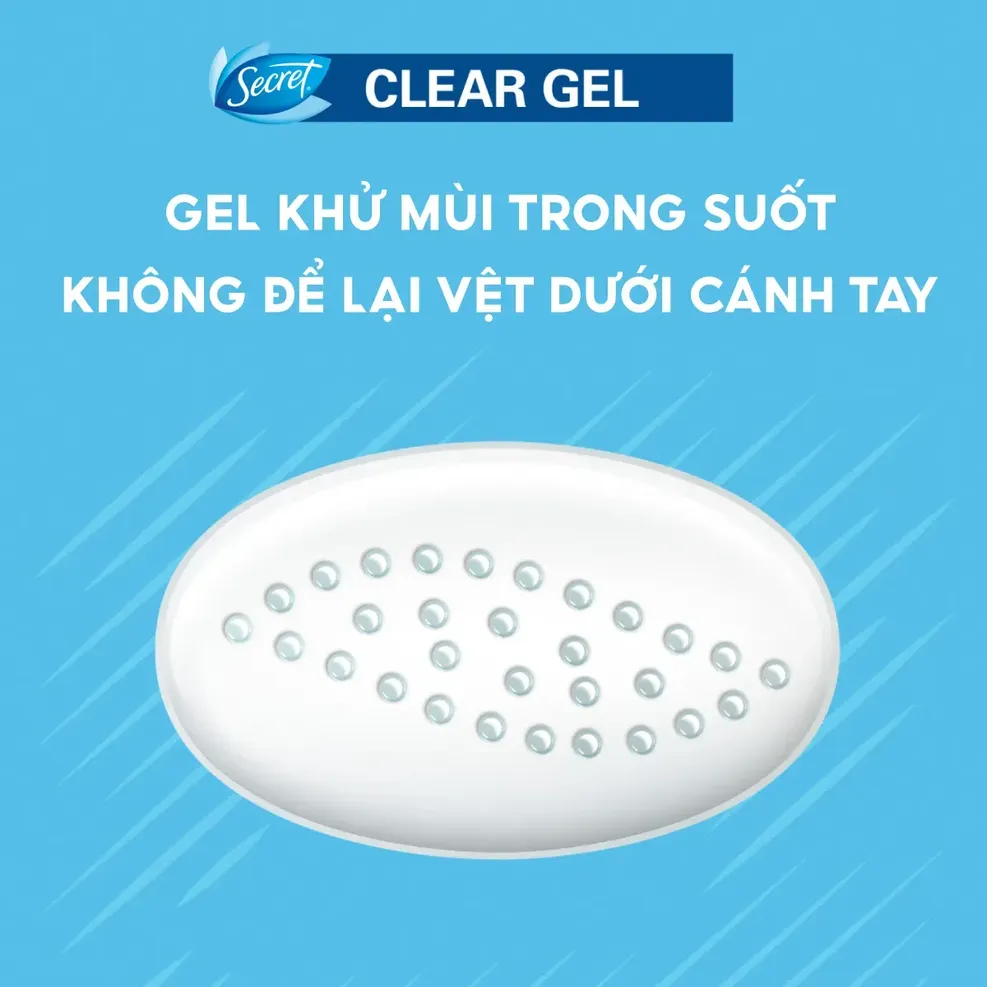 Secret® CLEAR GEL
GEL KHỬ MÙI TRONG SUỐT
KHÔNG ĐỂ LẠI VỆT DƯỚI CÁNH TAY